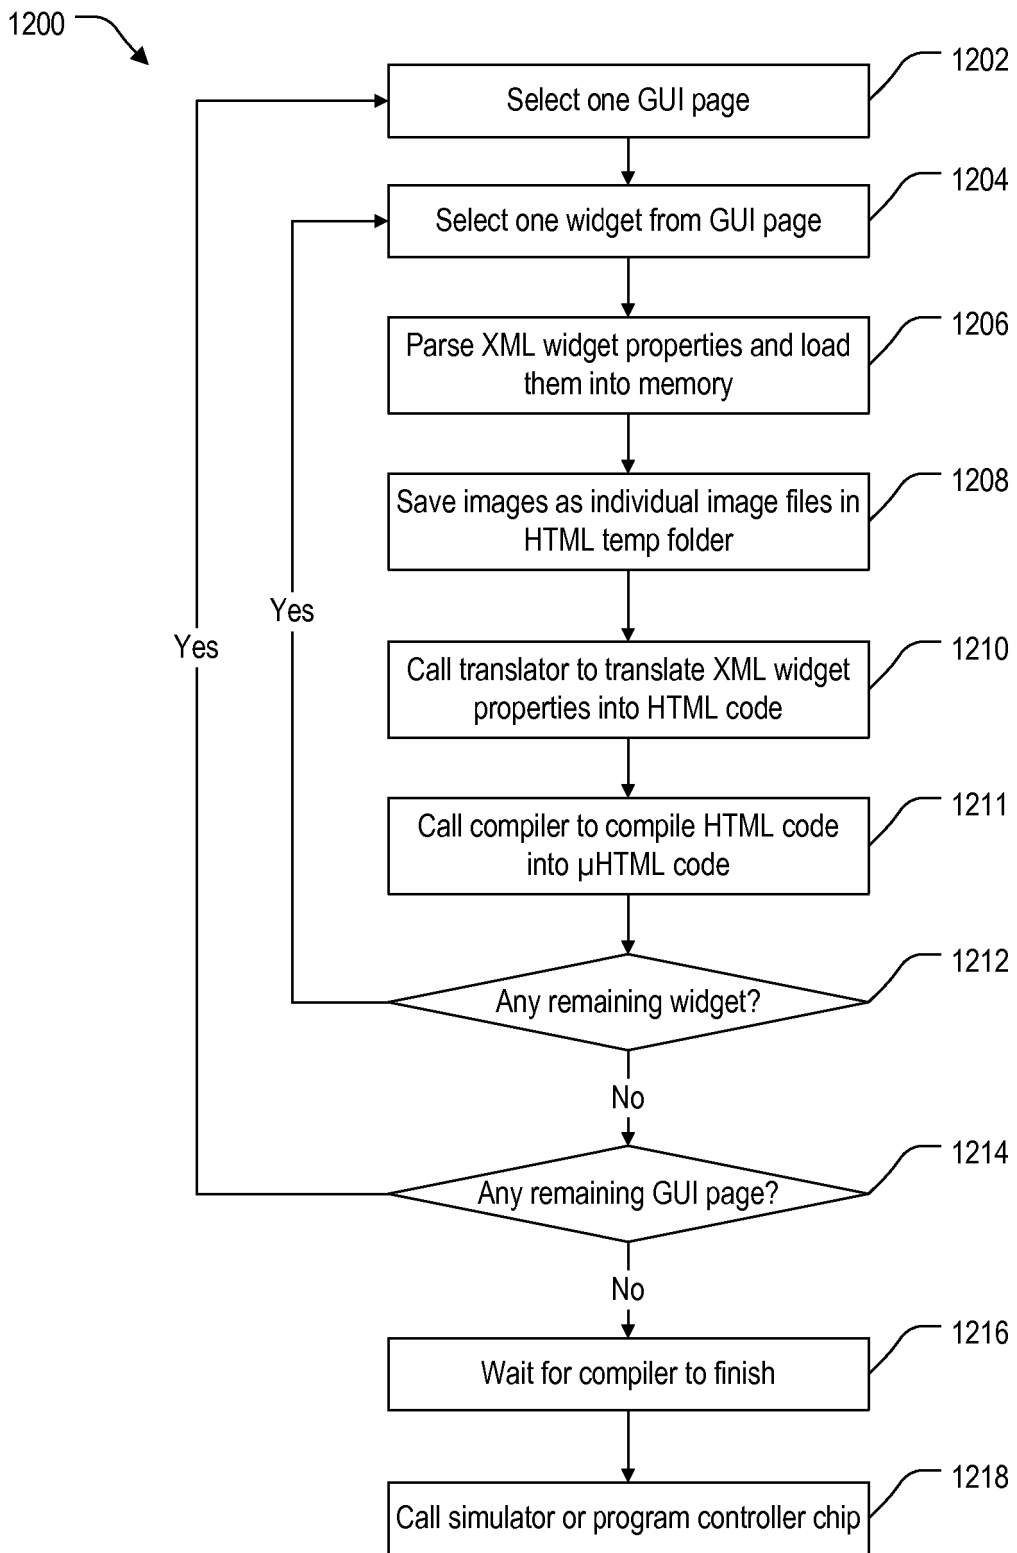 1200
1202
Select one GUI page
1204
Select one widget from GUI page
1206
Parse XML widget properties and load
them into memory
1208
Save images as individual image files in
HTML temp folder
Yes
Yes
1210
Call translator to translate XML widget
properties into HTML code
1211
Call compiler to compile HTML code
into µHTML code
1212
Any remaining widget?
No
1214
Any remaining GUI page?
No
1216
Wait for compiler to finish
1218
Call simulator or program controller chip